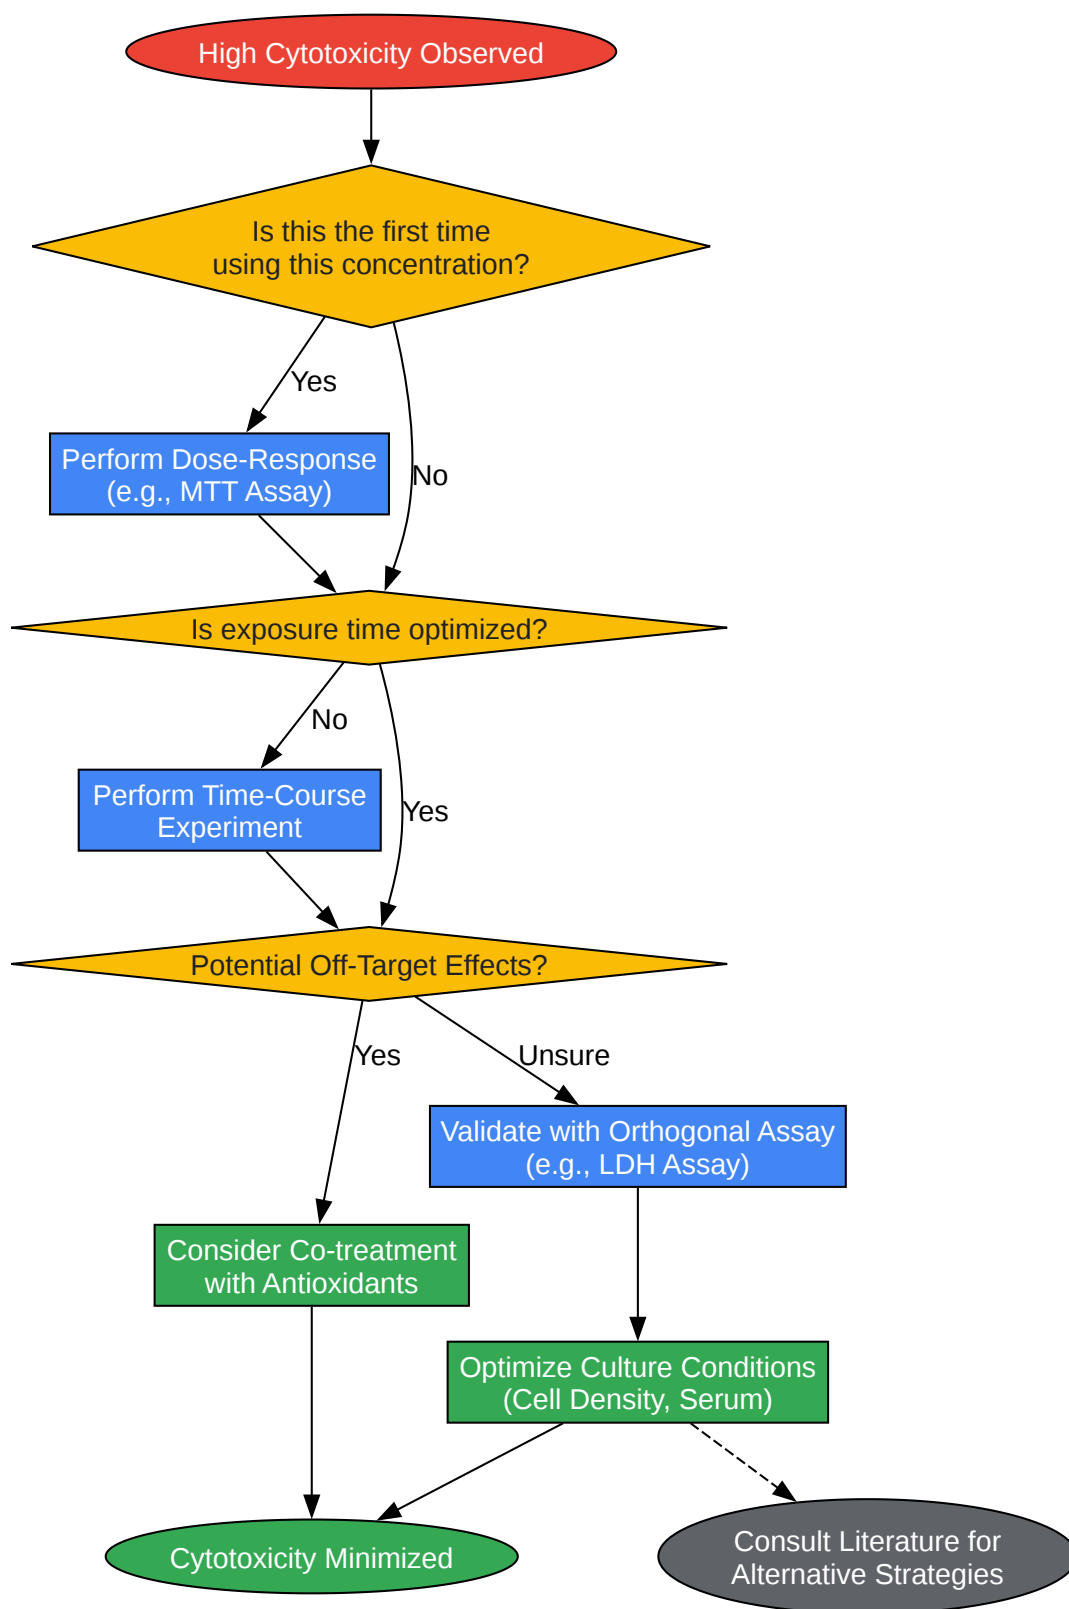 High Cytotoxicity Observed
Is this the first time
using this concentration?
Yes
Perform Dose-Response
(e.g., MTT Assay)
No
Is exposure time optimized?
No
Perform Time-Course
Experiment
Yes
Potential Off-Target Effects?
Yes
Unsure
Validate with Orthogonal Assay
(e.g., LDH Assay)
Consider Co-treatment
with Antioxidants
Optimize Culture Conditions
(Cell Density, Serum)
Cytotoxicity Minimized
Consult Literature for
Alternative Strategies